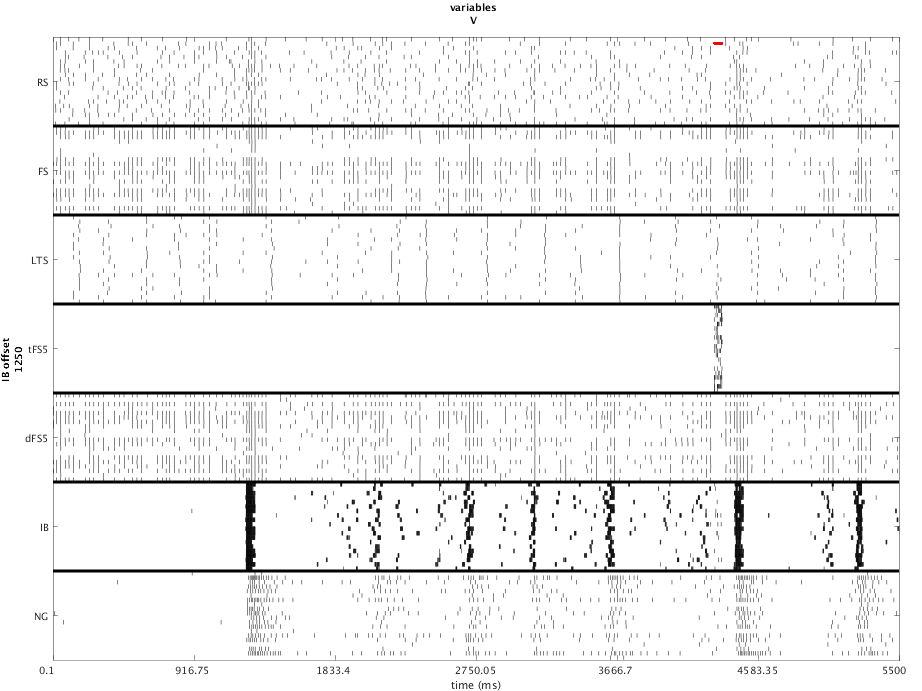 variables
V
RS
FS
LTS
tFS5
dFS5
IB
NG
IB offset
1250
0.1 916.75 1833.4 2750.05 3666.7 4583.35 5500
time (ms)